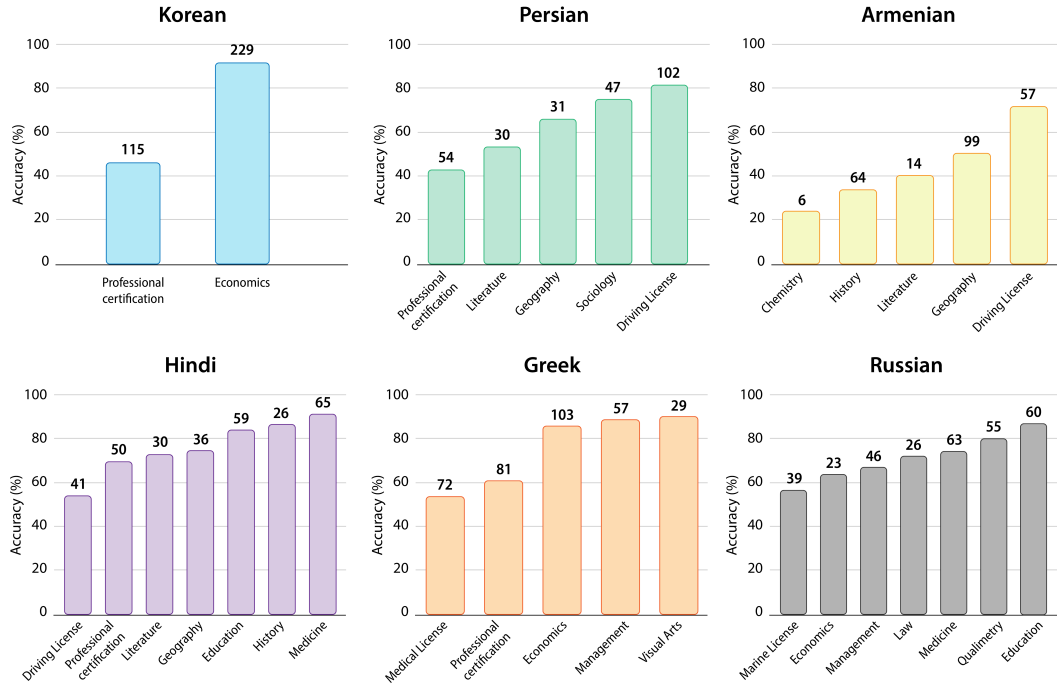 Korean
Accuracy (%)
100
80
60
40
20
0
115
229
Professional
certification
Economics
Persian
Accuracy (%)
100
80
60
40
20
0
54
30
31
47
102
Professional
certification
Literature
Geography
Sociology
Driving License
Armenian
Accuracy (%)
100
80
60
40
20
0
6
64
14
99
57
Chemistry
History
Literature
Geography
Driving License
Hindi
Accuracy (%)
100
80
60
40
20
0
41
50
30
36
59
26
65
Driving License
Professional
certification
Literature
Geography
Education
History
Medicine
Greek
Accuracy (%)
100
80
60
40
20
0
72
81
103
57
29
Medical License
Professional
certification
Economics
Management
Visual Arts
Russian
Accuracy (%)
100
80
60
40
20
0
39
23
46
26
63
55
60
Marine License
Economics
Management
Law
Medicine
Qualimetry
Education